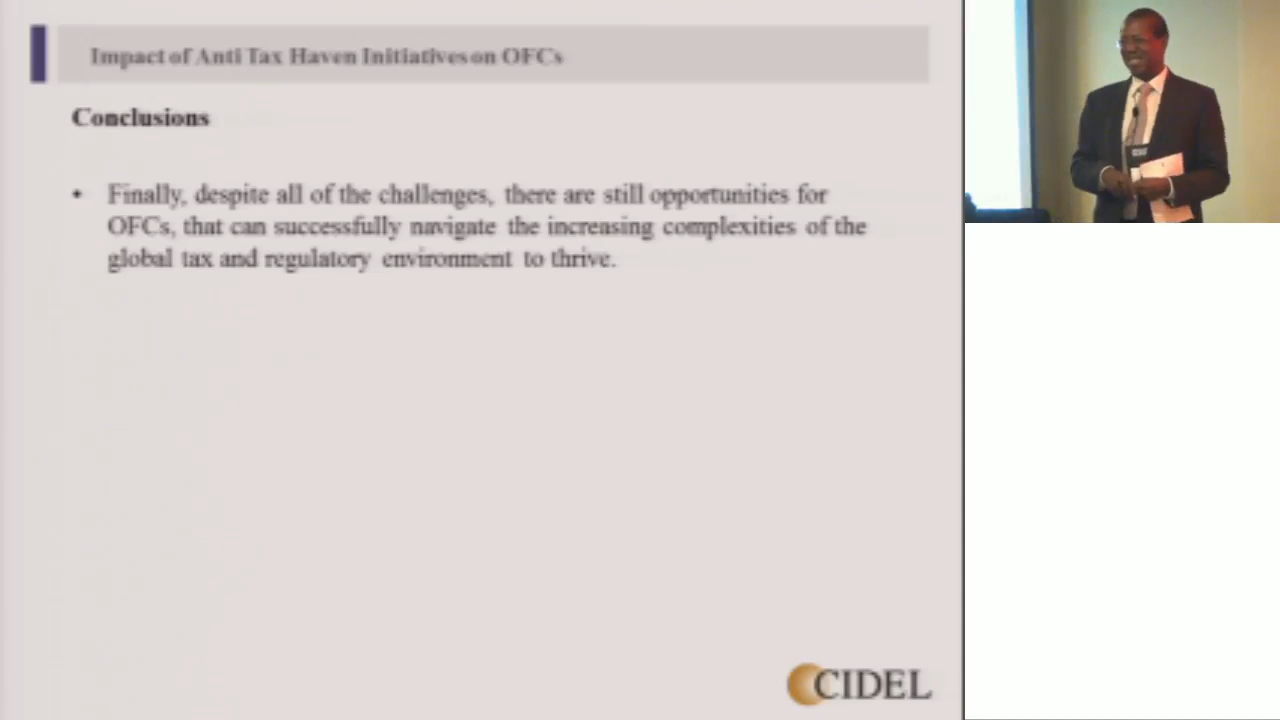 Impact of Anti Tax Haven Initiatives on OFCs
Conclusions
• Finally, despite all of the challenges, there are still opportunities for
OFCs, that can successfully navigate the increasing complexities of the
global tax and regulatory environment to thrive.
CIDEL